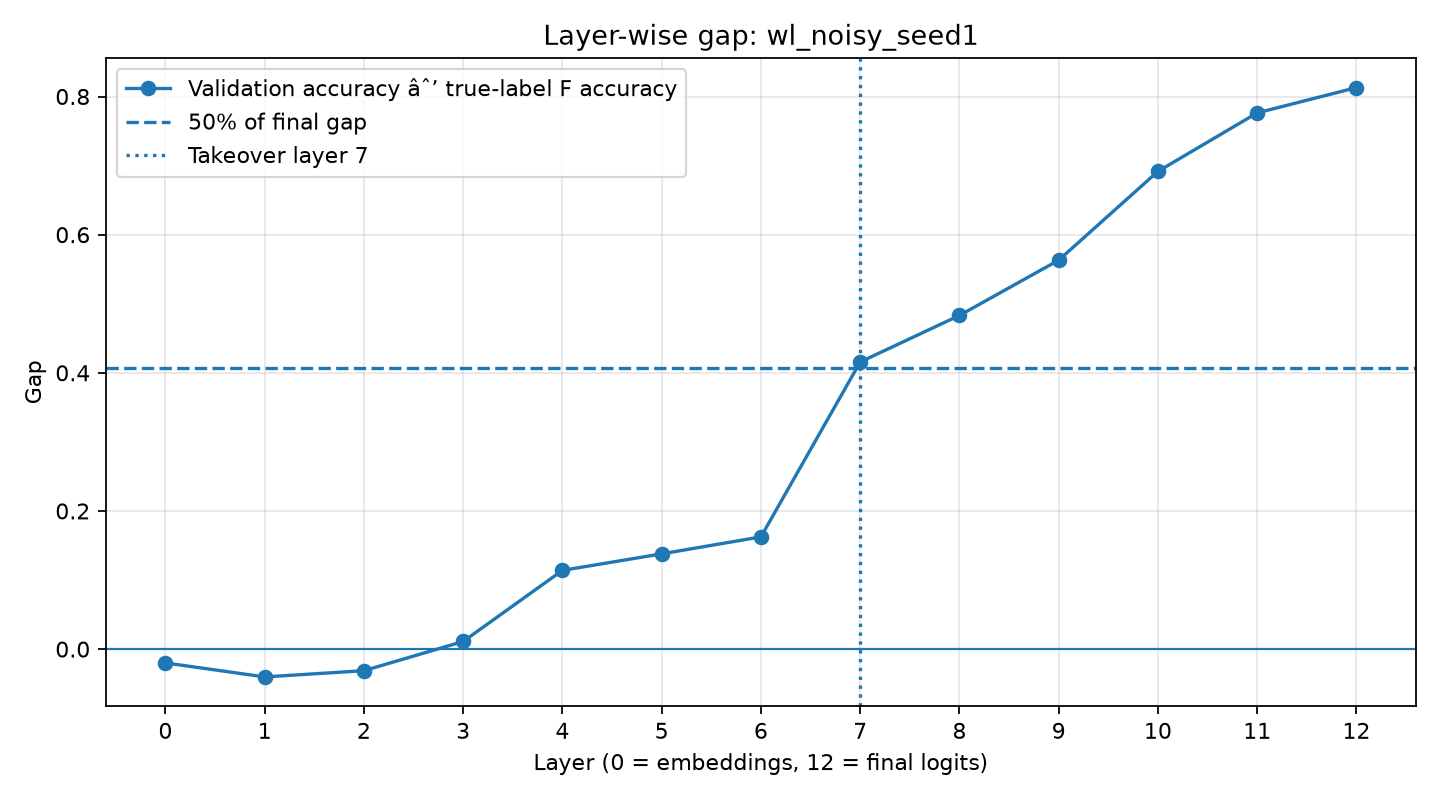 Layer-wise gap: wl_noisy_seed1
Validation accuracy âˆ’ true-label F accuracy
50% of final gap
Takeover layer 7
Gap
0.8
0.6
0.4
0.2
0.0
0 1 2 3 4 5 6 7 8 9 10 11 12
Layer (0 = embeddings, 12 = final logits)